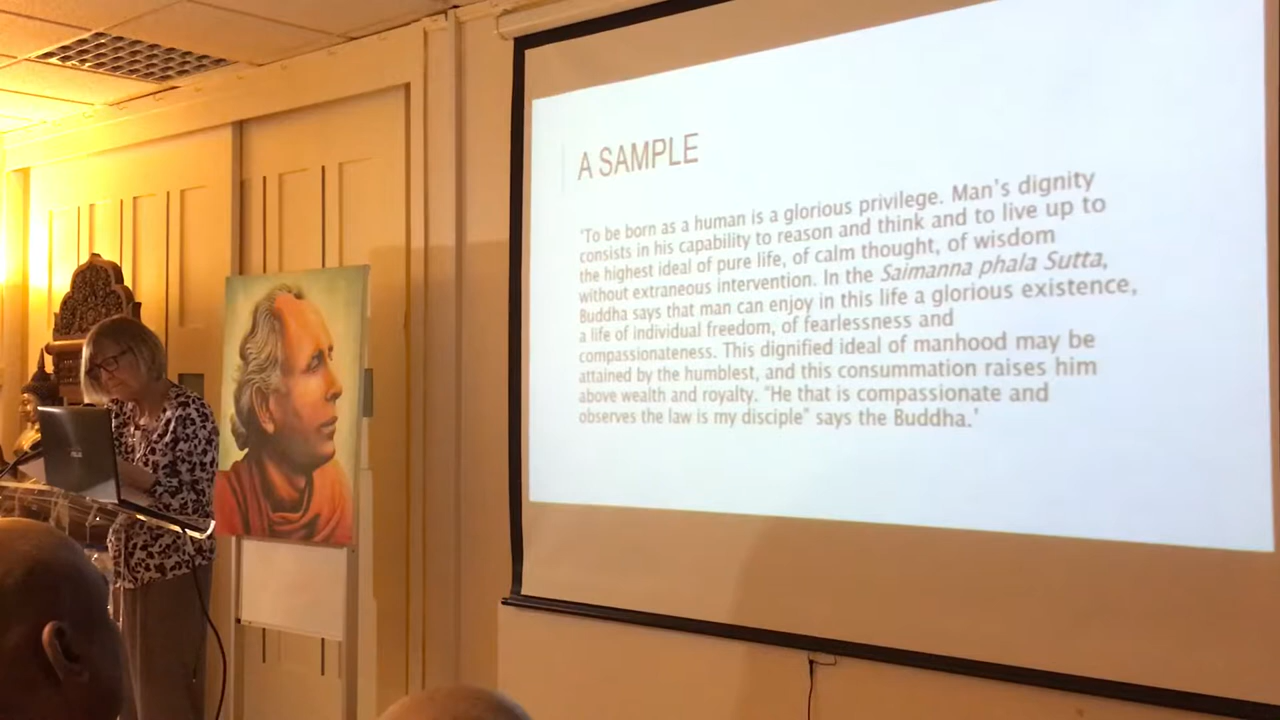 A SAMPLE
'To be born as a human is a glorious privilege. Man's dignity
consists in his capability to reason and think and to live up to
the highest ideal of pure life, of calm thought, of wisdom
without extraneous intervention. In the Saimanna phala Sutta,
Buddha says that man can enjoy in this life a glorious existence,
a life of individual freedom, of fearlessness and
compassionateness. This dignified ideal of manhood may be
attained by the humblest, and this consummation raises him
above wealth and royalty. "He that is compassionate and
observes the law is my disciple" says the Buddha.'